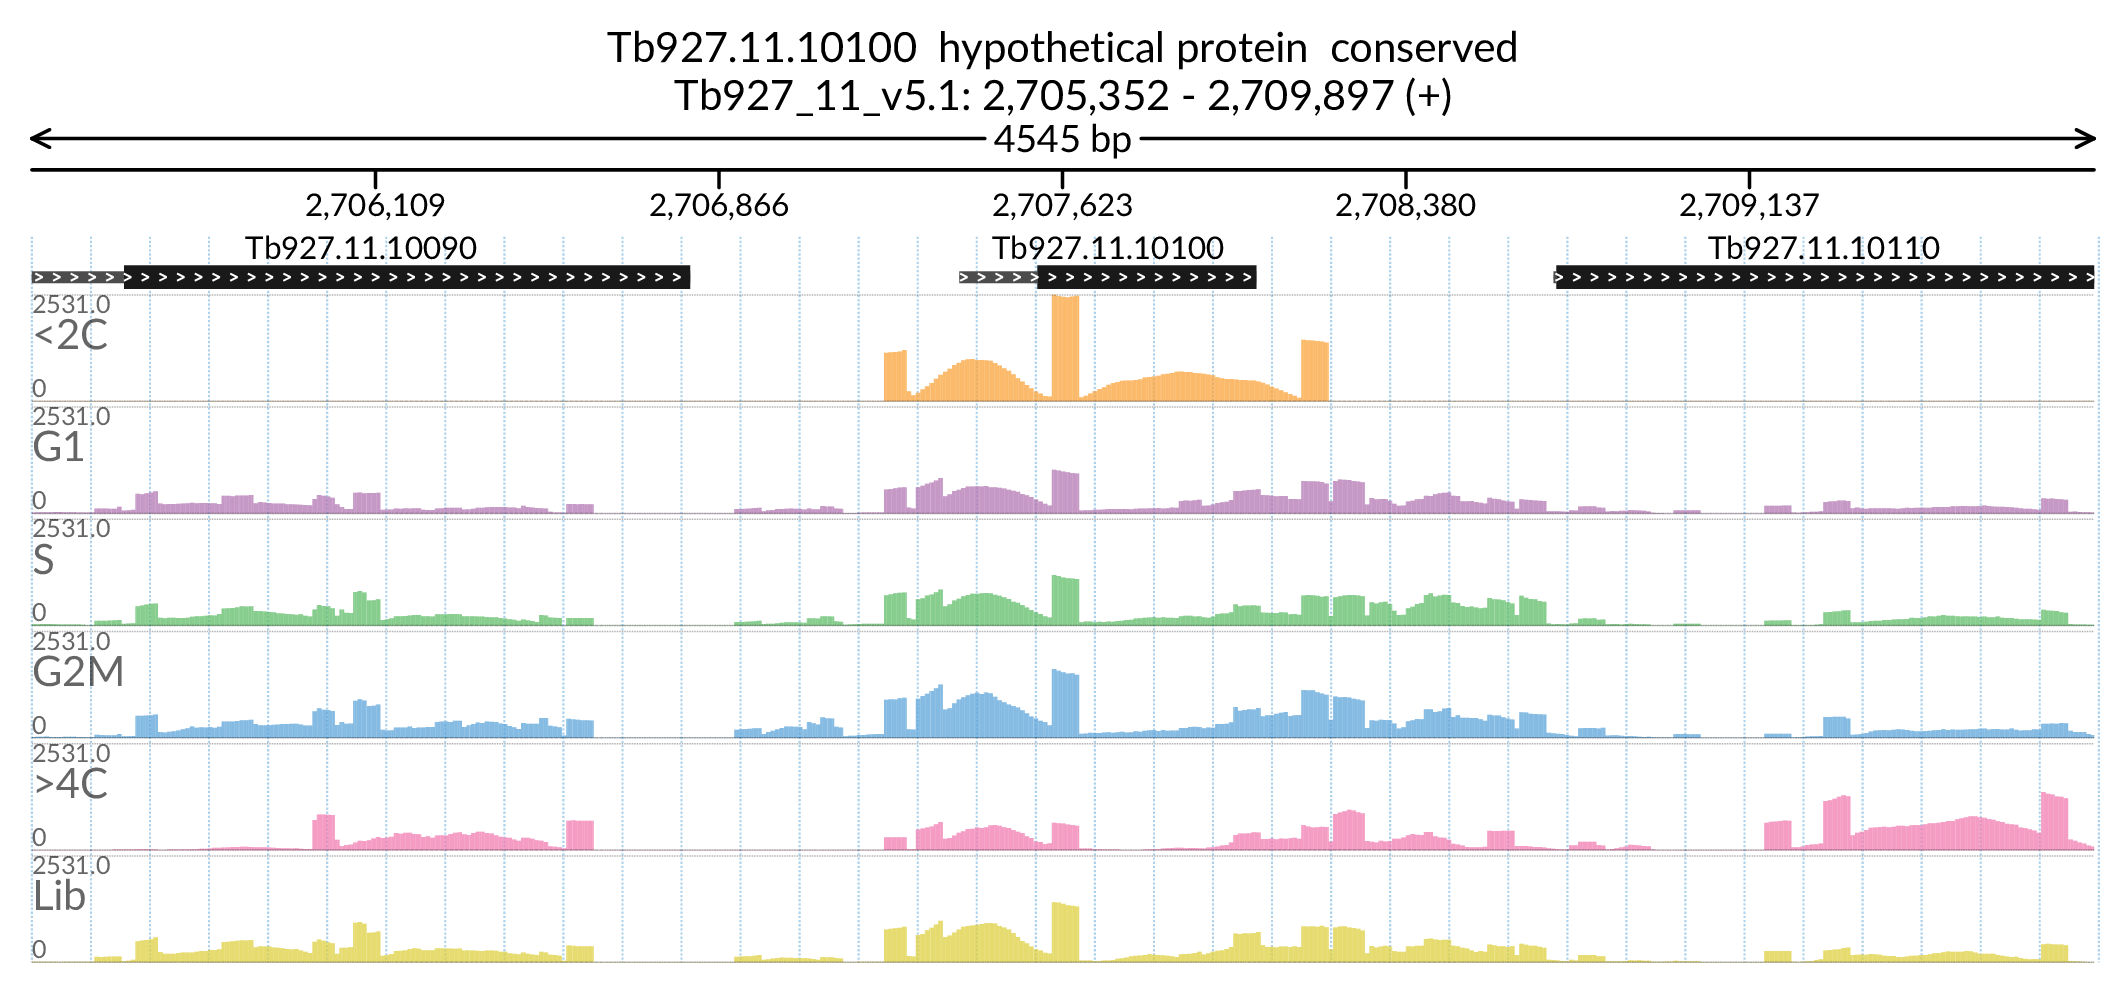 Tb927.11.10100  hypothetical protein  conserved
Tb927_11_v5.1: 2,705,352 - 2,709,897 (+)
4545 bp
2,706,109 2,706,866 2,707,623 2,708,380 2,709,137
Tb927.11.10090 Tb927.11.10100 Tb927.11.10110
2531.0
<2C
0
2531.0
G1
0
2531.0
S
0
2531.0
G2M
0
2531.0
>4C
0
2531.0
Lib
0